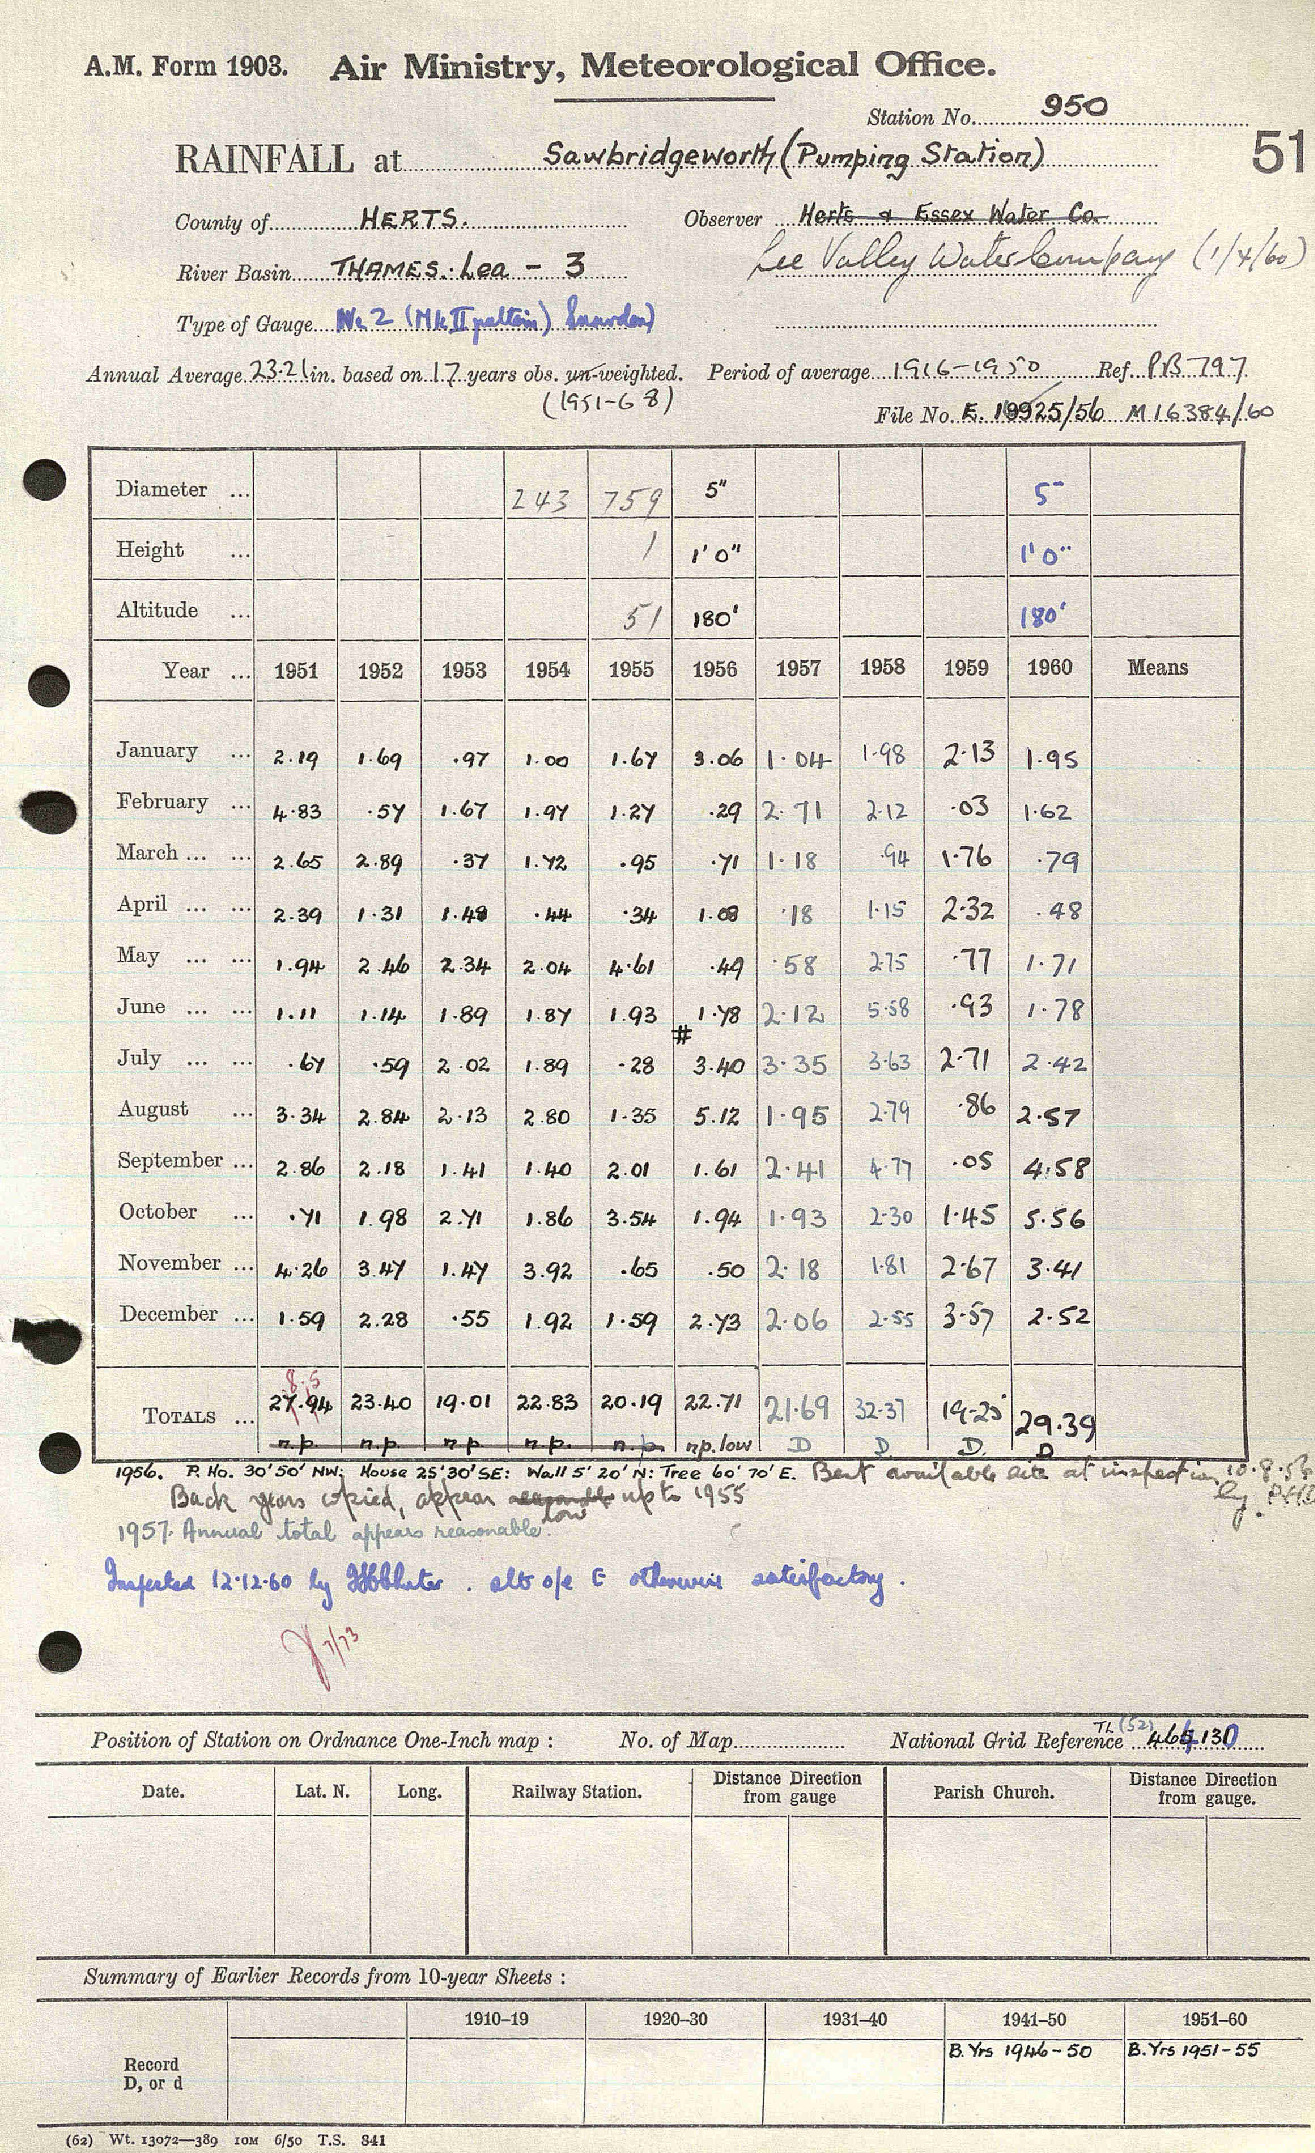 A.M. Form 1903. Air Ministry, Meteorological Office.
Station No. 950
51
RAINFALL at Sawbridgeworth (Pumping Station)
County of HERTS. Observer Herts & Essex Water Co.
River Basin THAMES. Lea - 3 Lee Valley Water Company (1/4/60)
Type of Gauge No 2 (Mk II pattern) Snowdon
Annual Average 23.21 in. based on 17 years obs. un-weighted. Period of average 1916-1950 Ref. PB 797
(1951-68)
File No. E. 19925/56 M16384/60
Diameter ... 243 759 5" 5"
Height ... 1 1' 0" 1' 0"
Altitude ... 51 180' 180'
Year ... 1951 1952 1953 1954 1955 1956 1957 1958 1959 1960 Means
January ... 2.19 1.69 .97 1.00 1.67 3.06 1.04 1.98 2.13 1.95
February ... 4.83 .57 1.67 1.97 1.27 .29 2.71 2.12 .03 1.62
March ... ... 2.65 2.89 .37 1.72 .95 .71 1.18 .94 1.76 .79
April ... ... 2.39 1.31 1.48 .44 .34 1.08 .18 1.15 2.32 .48
May ... ... 1.94 2.46 2.34 2.04 4.61 .49 .58 2.75 .77 1.71
June ... ... 1.11 1.14 1.89 1.87 1.93 1.78 2.12 5.58 .93 1.78
#
July ... ... .67 .59 2.02 1.89 .28 3.40 3.35 3.63 2.71 2.42
August ... 3.34 2.84 2.13 2.80 1.35 5.12 1.95 2.79 .86 2.57
September ... 2.86 2.18 1.41 1.40 2.01 1.61 2.41 4.77 .05 4.58
October ... .71 1.98 2.71 1.86 3.54 1.94 1.93 2.30 1.45 5.56
November ... 4.26 3.47 1.47 3.92 .65 .50 2.18 1.81 2.67 3.41
December ... 1.59 2.28 .55 1.92 1.59 2.73 2.06 2.55 3.57 2.52
8.5
TOTALS ... 27.94 23.40 19.01 22.83 20.19 22.71 21.69 32.37 19.25 29.39
n.p. n.p. n.p. n.p. n.p. n.p. low D D D D
1956. P. Ho. 30' 50' NW: House 25' 30' SE: Wall 5' 20' N: Tree 60' 70' E. Best available site at inspection 10.8.56
Back years copied, appear reasonable low up to 1955 by
1957. Annual total appears reasonable.
Inspected 12.12.60 by . alt o/e E otherwise satisfactory.
7/73
Position of Station on Ordnance One-Inch map : No. of Map National Grid Reference TL (52) 464130
Date. Lat. N. Long. Railway Station. Distance Direction from gauge Parish Church. Distance Direction from gauge.
Summary of Earlier Records from 10-year Sheets :
1910-19 1920-30 1931-40 1941-50 1951-60
Record D, or d B. Yrs 1946-50 B. Yrs 1951-55
(62) Wt. 13072—389 10M 6/50 T.S. 841